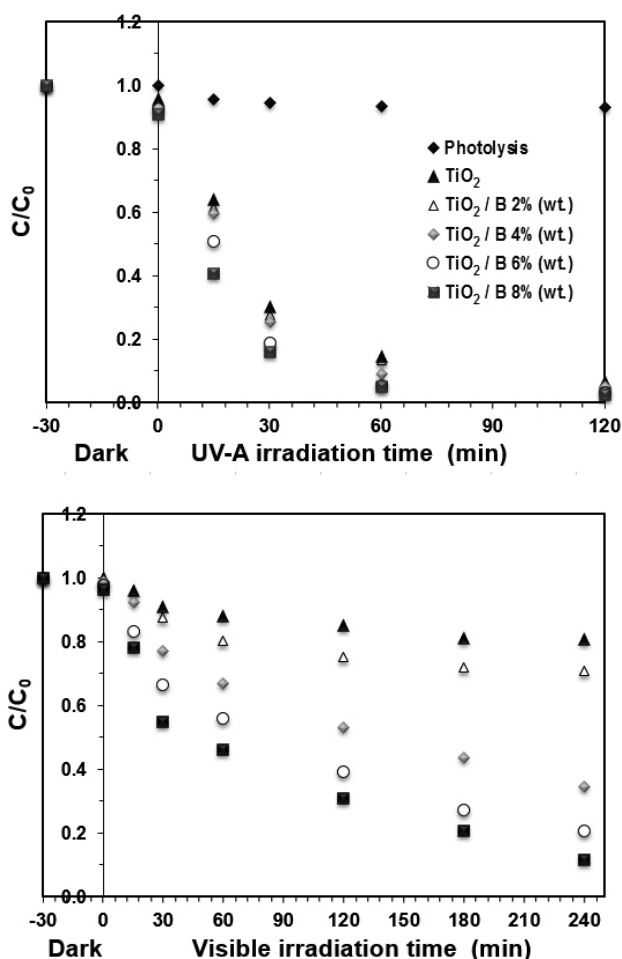 1.2
1.0
0.8
0.6
0.4
0.2
0.0
C/C₀
Photolysis
TiO₂
TiO₂ / B 2% (wt.)
TiO₂ / B 4% (wt.)
TiO₂ / B 6% (wt.)
TiO₂ / B 8% (wt.)
-30 0 30 60 90 120
Dark UV-A irradiation time (min)
1.2
1.0
0.8
0.6
0.4
0.2
0.0
C/C₀
-30 0 30 60 90 120 150 180 210 240
Dark Visible irradiation time (min)